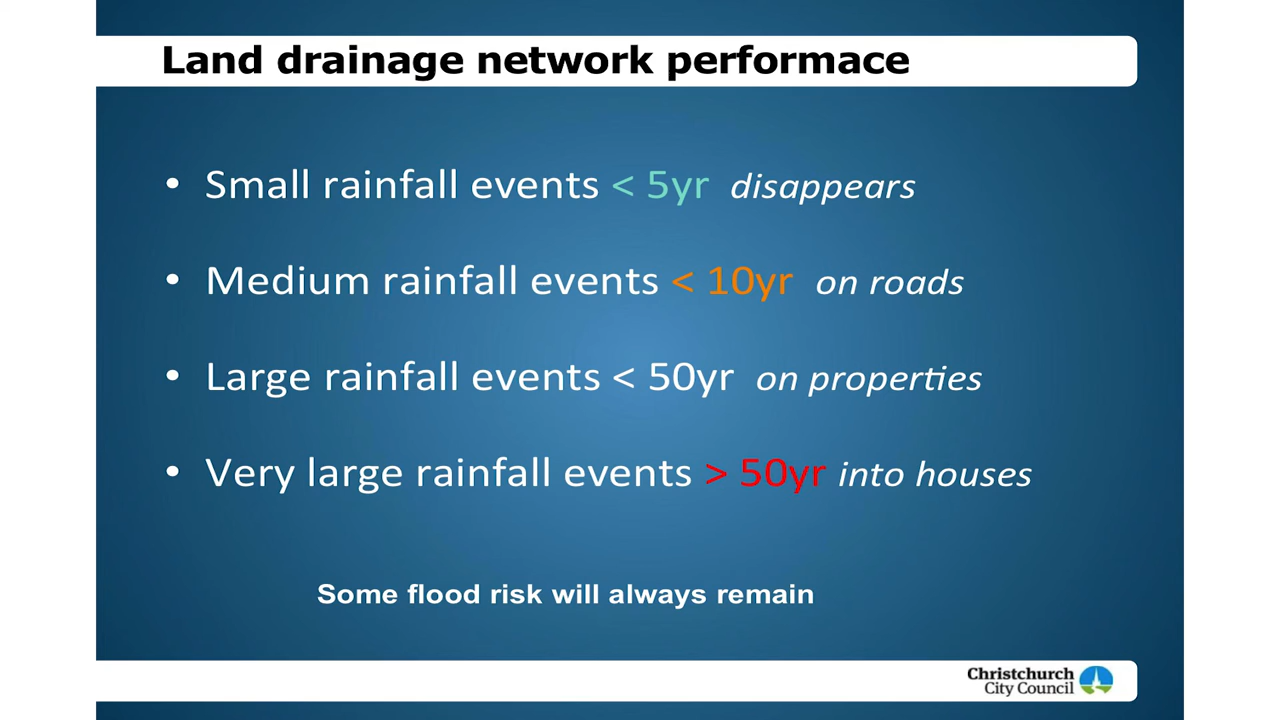 Land drainage network performace
• Small rainfall events < 5yr disappears
• Medium rainfall events < 10yr on roads
• Large rainfall events < 50yr on properties
• Very large rainfall events > 50yr into houses
Some flood risk will always remain
Christchurch
City Council